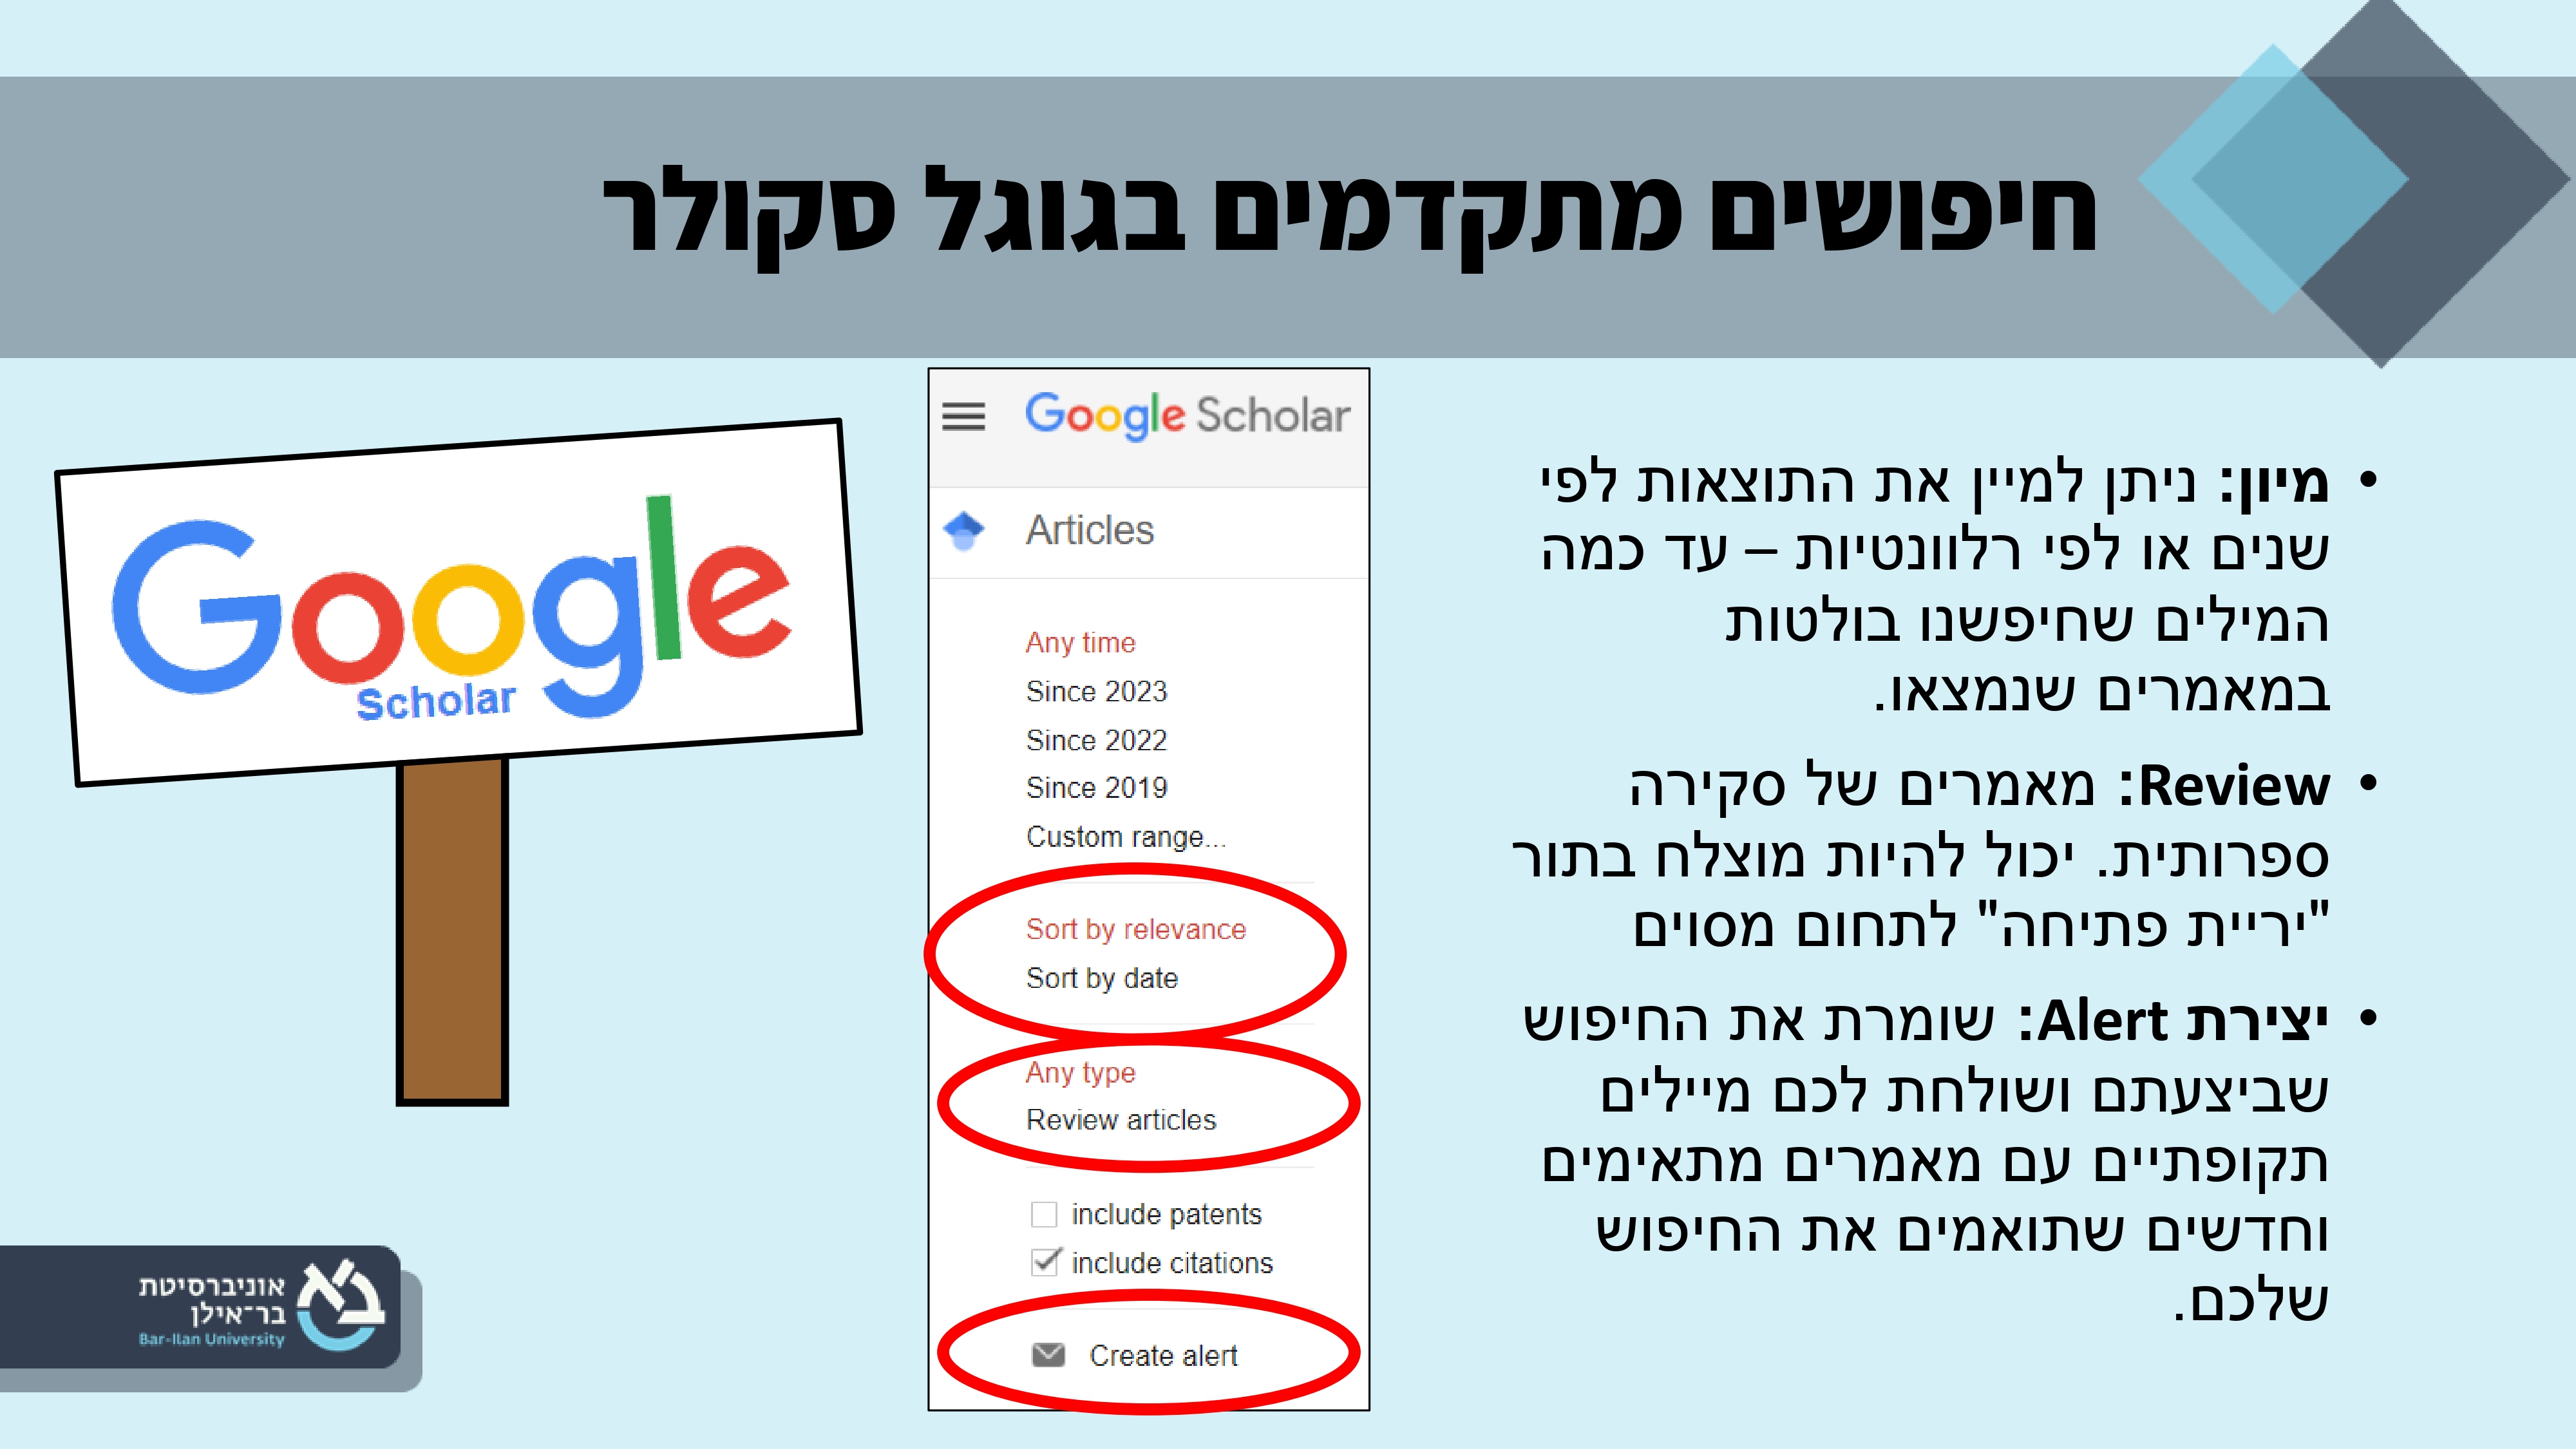 חיפושים מתקדמים בגוגל סקולר
• מיון: ניתן למיין את התוצאות לפי
שנים או לפי רלוונטיות – עד כמה
המילים שחיפשנו בולטות
במאמרים שנמצאו.
• Review: מאמרים של סקירה
ספרותית. יכול להיות מוצלח בתור
"יריית פתיחה" לתחום מסוים
• יצירת Alert: שומרת את החיפוש
שביצעתם ושולחת לכם מיילים
תקופתיים עם מאמרים מתאימים
וחדשים שתואמים את החיפוש
שלכם.
Google Scholar
Articles
Any time
Since 2023
Since 2022
Since 2019
Custom range...
Sort by relevance
Sort by date
Any type
Review articles
include patents
include citations
Create alert
Google
Scholar
אוניברסיטת
בר־אילן
Bar-Ilan University